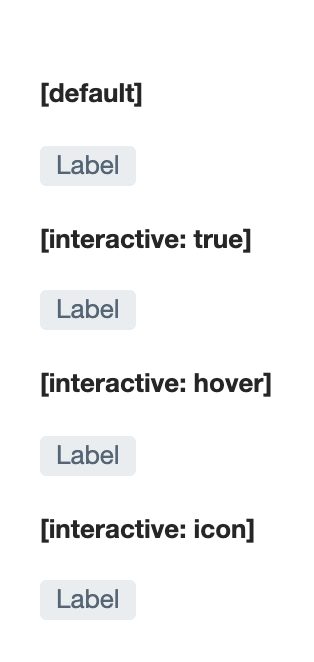 [default]
Label
[interactive: true]
Label
[interactive: hover]
Label
[interactive: icon]
Label